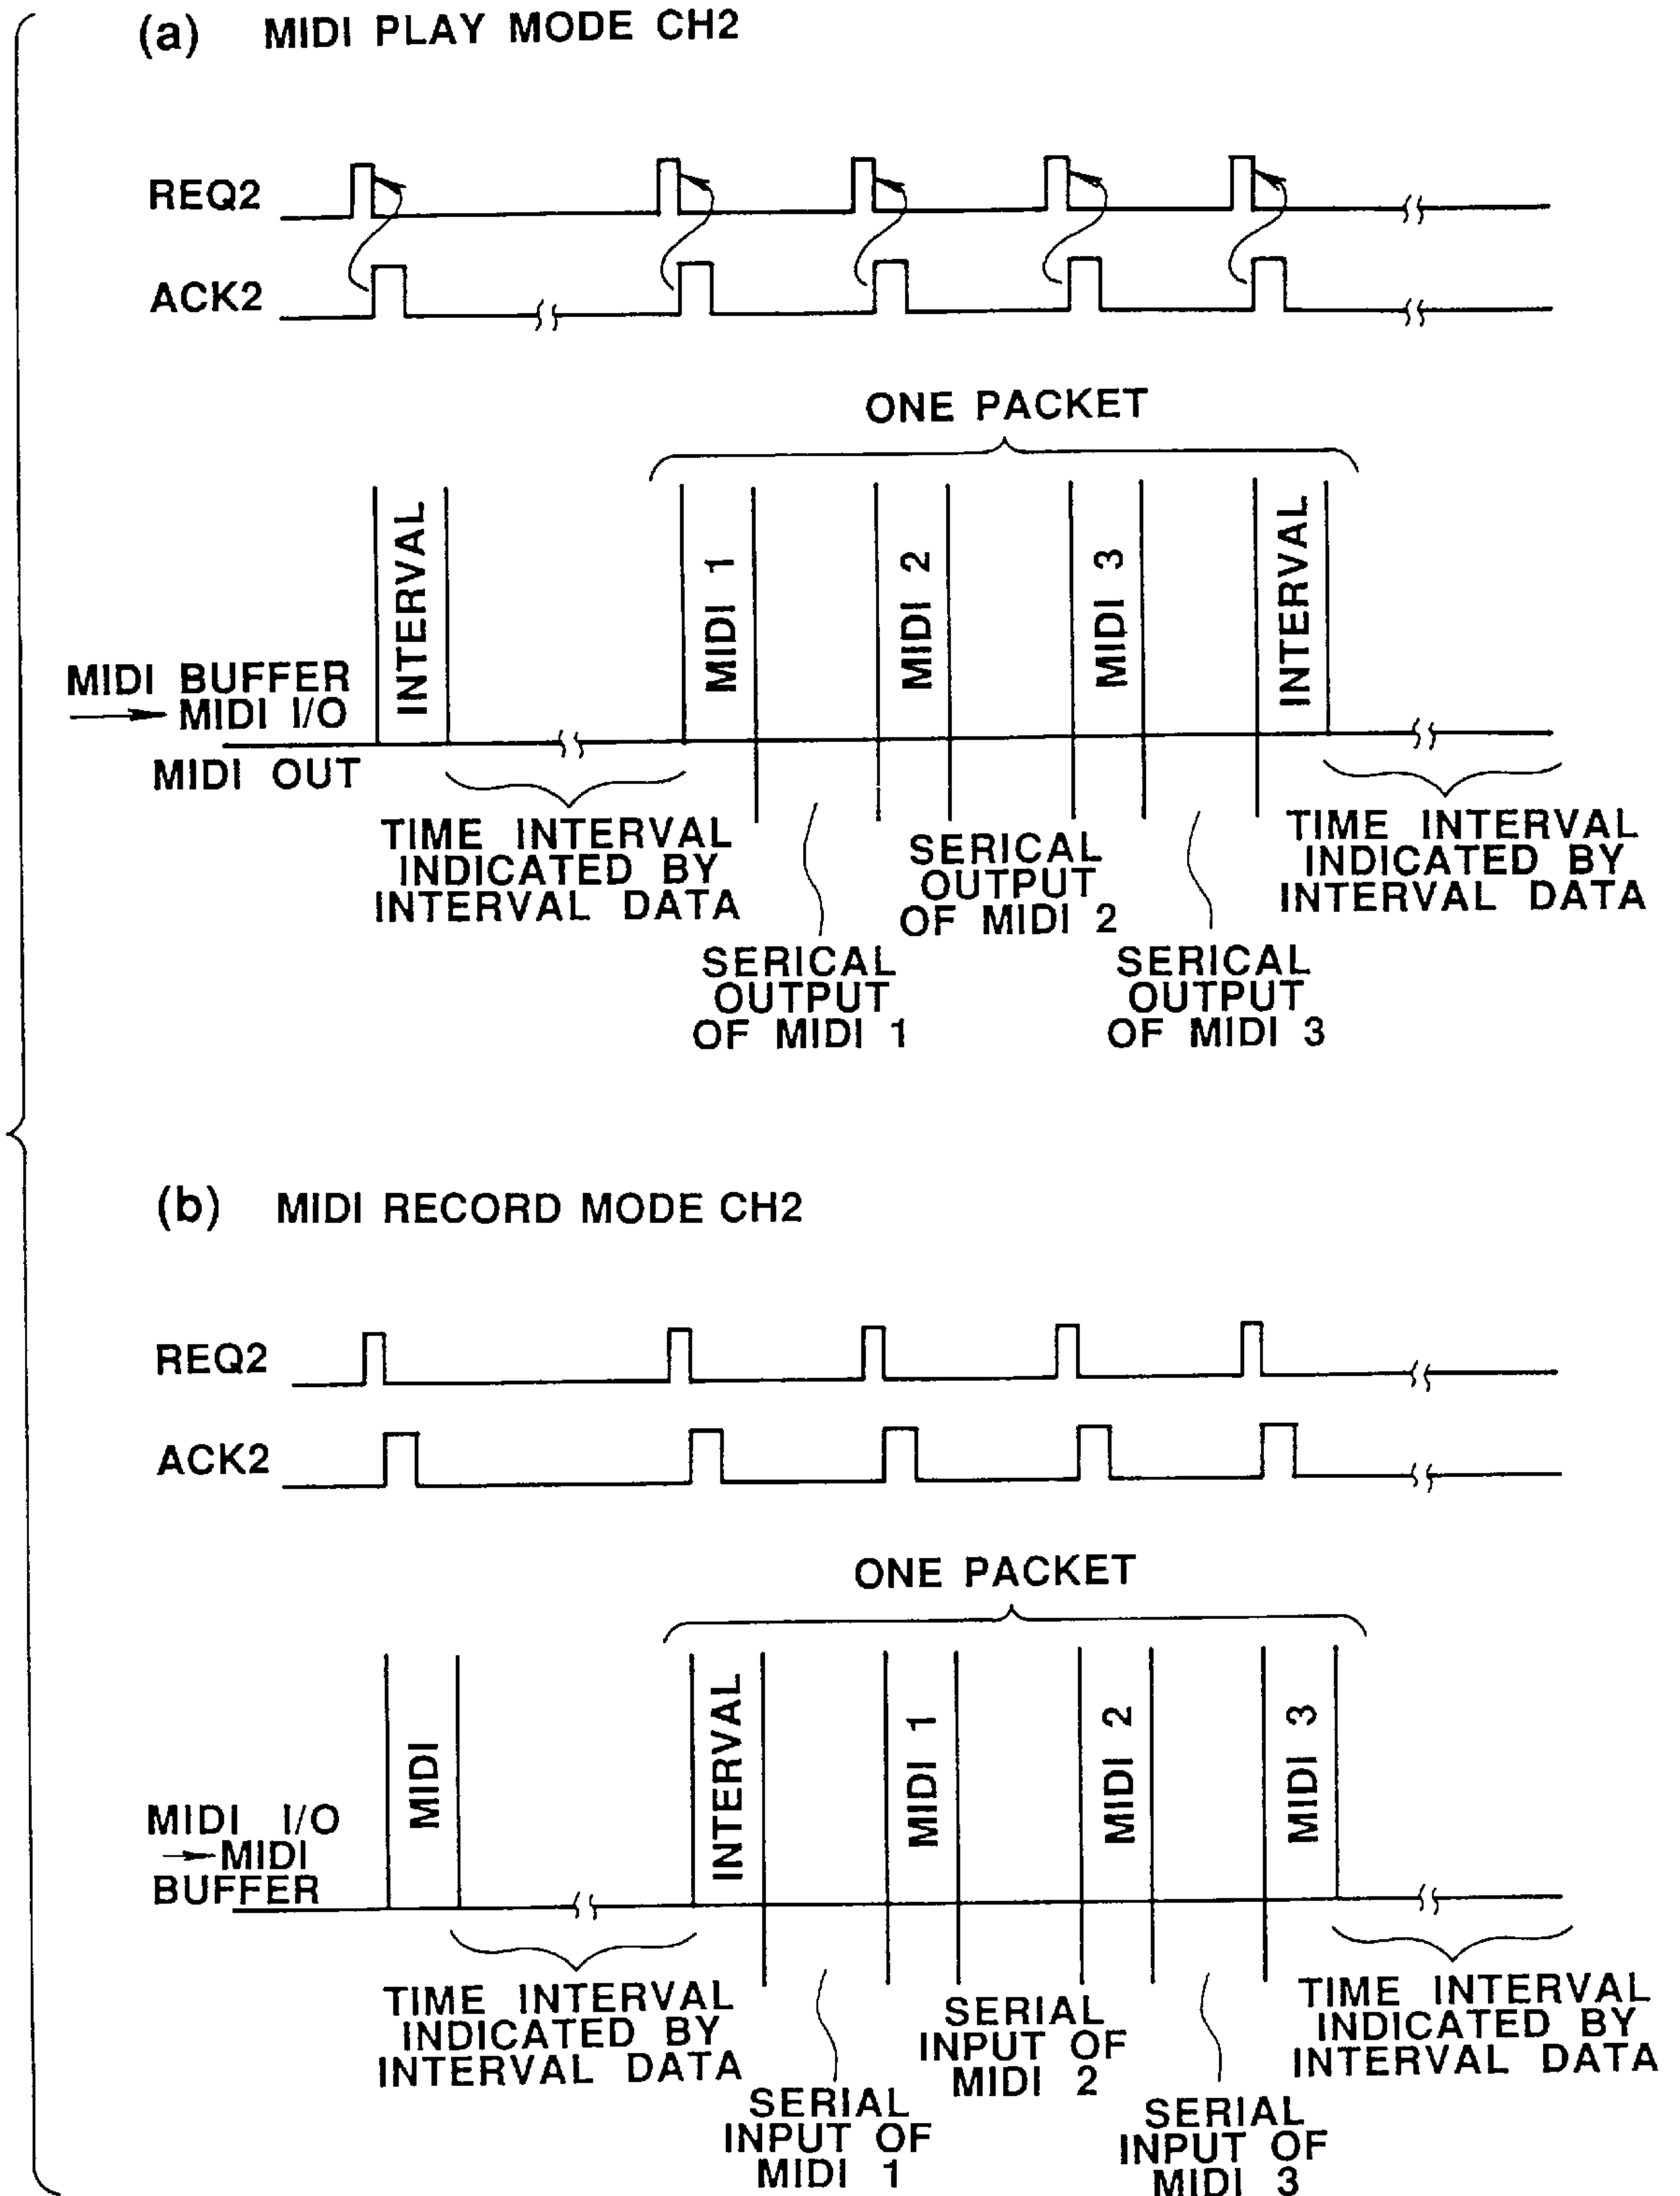 (a) MIDI PLAY MODE CH2
REQ2
ACK2
ONE PACKET
INTERVAL
MIDI 1
MIDI 2
MIDI 3
INTERVAL
MIDI BUFFER
→ MIDI I/O
MIDI OUT
TIME INTERVAL
INDICATED BY
INTERVAL DATA
SERICAL
OUTPUT
OF MIDI 1
SERICAL
OUTPUT
OF MIDI 2
SERICAL
OUTPUT
OF MIDI 3
TIME INTERVAL
INDICATED BY
INTERVAL DATA
(b) MIDI RECORD MODE CH2
REQ2
ACK2
ONE PACKET
MIDI
INTERVAL
MIDI 1
MIDI 2
MIDI 3
MIDI I/O
→ MIDI
BUFFER
TIME INTERVAL
INDICATED BY
INTERVAL DATA
SERIAL
INPUT OF
MIDI 1
SERIAL
INPUT OF
MIDI 2
SERIAL
INPUT OF
MIDI 3
TIME INTERVAL
INDICATED BY
INTERVAL DATA